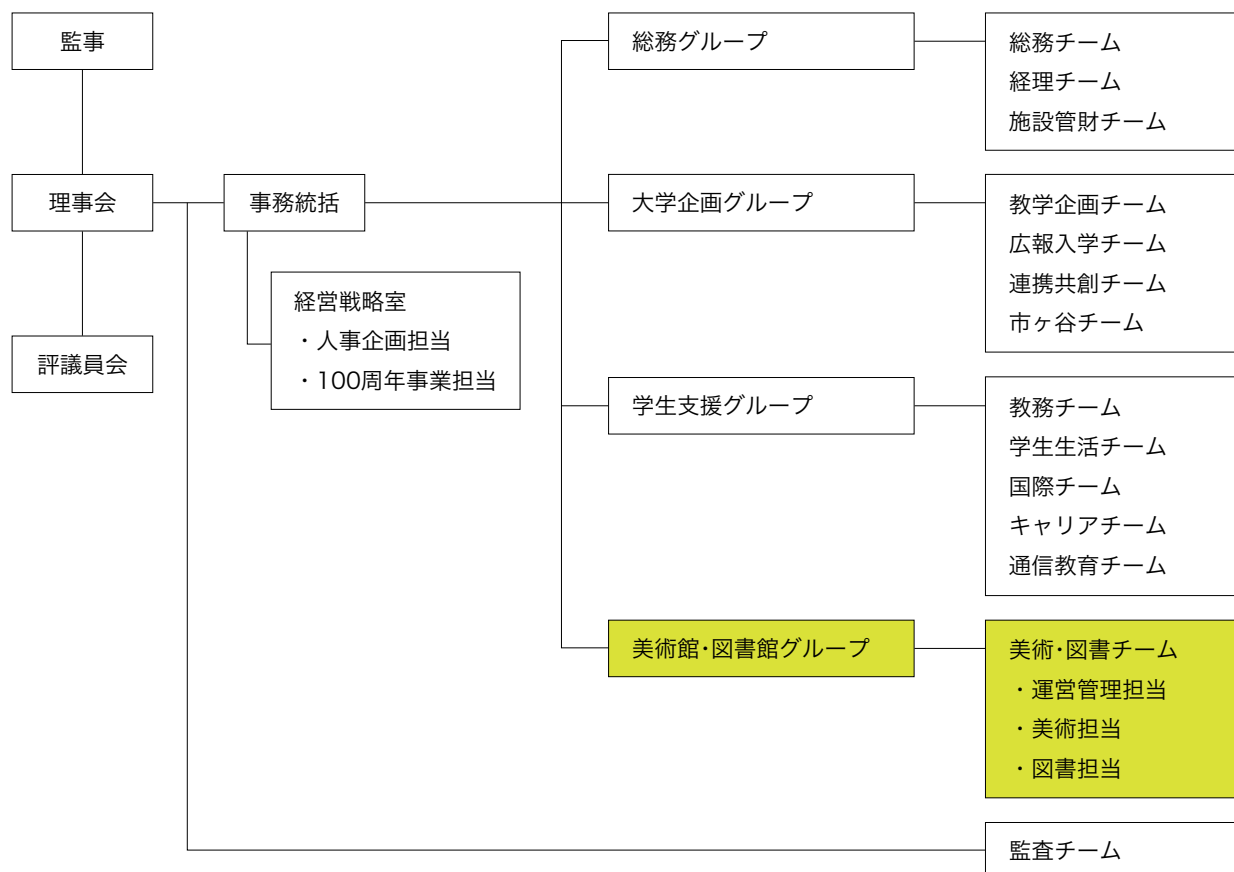 監事
理事会
評議員会
事務統括
経営戦略室
・人事企画担当
・100周年事業担当
総務グループ
総務チーム
経理チーム
施設管財チーム
大学企画グループ
教学企画チーム
広報入学チーム
連携共創チーム
市ヶ谷チーム
学生支援グループ
教務チーム
学生生活チーム
国際チーム
キャリアチーム
通信教育チーム
美術館・図書館グループ
美術・図書チーム
・運営管理担当
・美術担当
・図書担当
監査チーム